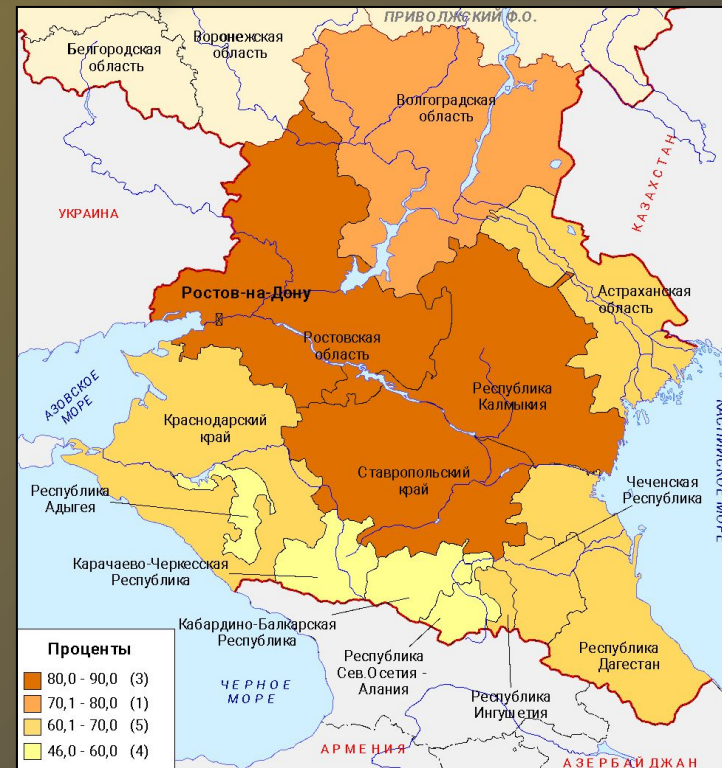 ПРИВОЛЖСКИЙ Ф.О.
Белгородская
область
Воронежская
область
Волгоградская
область
КАЗАХСТАН
УКРАИНА
Ростов-на-Дону
Астраханская
область
Ростовская
область
АЗОВСКОЕ
МОРЕ
Республика
Калмыкия
Краснодарский
край
КАСПИЙСКОЕ МОРЕ
Ставропольский
край
Чеченская
Республика
Республика
Адыгея
Карачаево-Черкесская
Республика
Кабардино-Балкарская
Республика
Республика
Сев.Осетия -
Алания
Республика
Дагестан
Республика
Ингушетия
ЧЕРНОЕ
МОРЕ
АРМЕНИЯ
АЗЕРБАЙДЖАН
Проценты
80,0 - 90,0 (3)
70,1 - 80,0 (1)
60,1 - 70,0 (5)
46,0 - 60,0 (4)